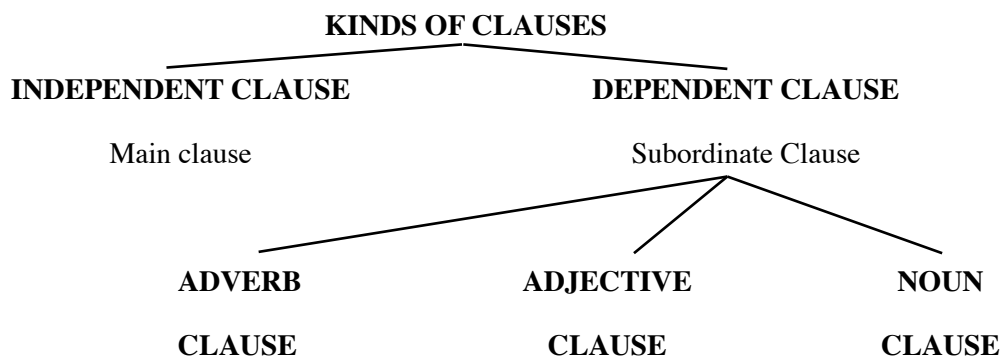 KINDS OF CLAUSES
INDEPENDENT CLAUSE DEPENDENT CLAUSE
Main clause Subordinate Clause
ADVERB ADJECTIVE NOUN
CLAUSE CLAUSE CLAUSE